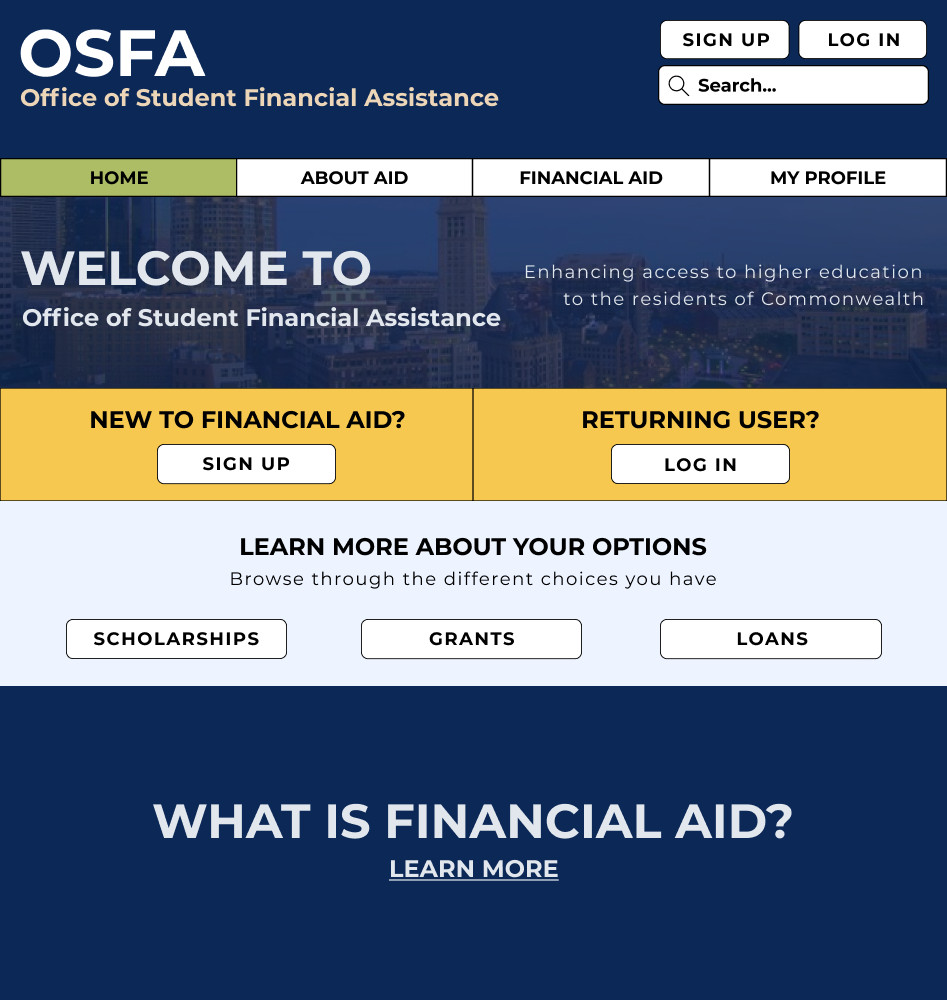 OSFA
Office of Student Financial Assistance
SIGN UP
LOG IN
Search...
HOME
ABOUT AID
FINANCIAL AID
MY PROFILE
WELCOME TO
Office of Student Financial Assistance
Enhancing access to higher education
to the residents of Commonwealth
NEW TO FINANCIAL AID?
SIGN UP
RETURNING USER?
LOG IN
LEARN MORE ABOUT YOUR OPTIONS
Browse through the different choices you have
SCHOLARSHIPS
GRANTS
LOANS
WHAT IS FINANCIAL AID?
LEARN MORE